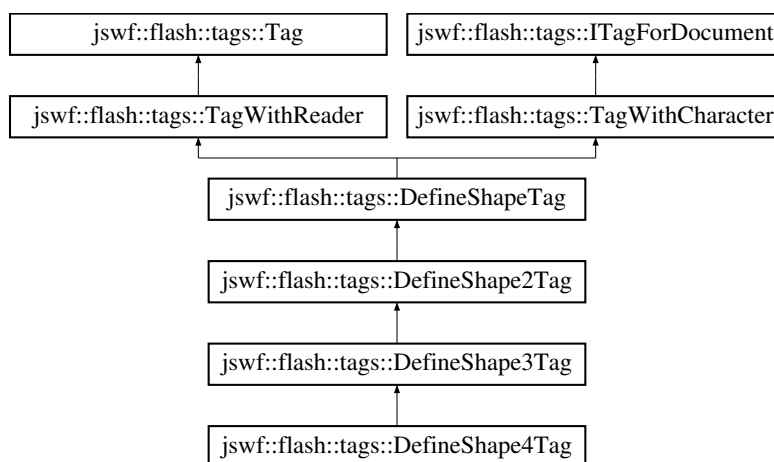 jswf::flash::tags::Tag
jswf::flash::tags::ITagForDocument
jswf::flash::tags::TagWithReader
jswf::flash::tags::TagWithCharacter
jswf::flash::tags::DefineShapeTag
jswf::flash::tags::DefineShape2Tag
jswf::flash::tags::DefineShape3Tag
jswf::flash::tags::DefineShape4Tag